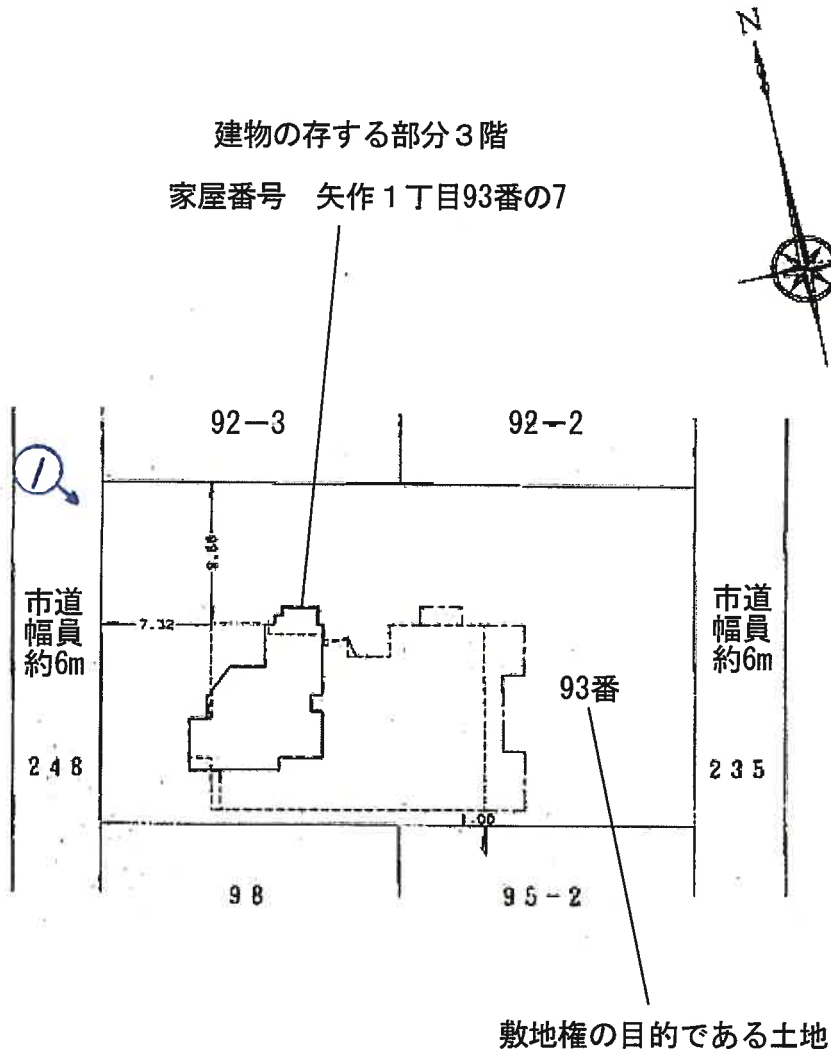 N
建物の存する部分３階
家屋番号　矢作１丁目93番の7
92-3
92-2
1
7.32
市道
幅員
約6m
市道
幅員
約6m
93番
248
235
1.00
98
95-2
敷地権の目的である土地